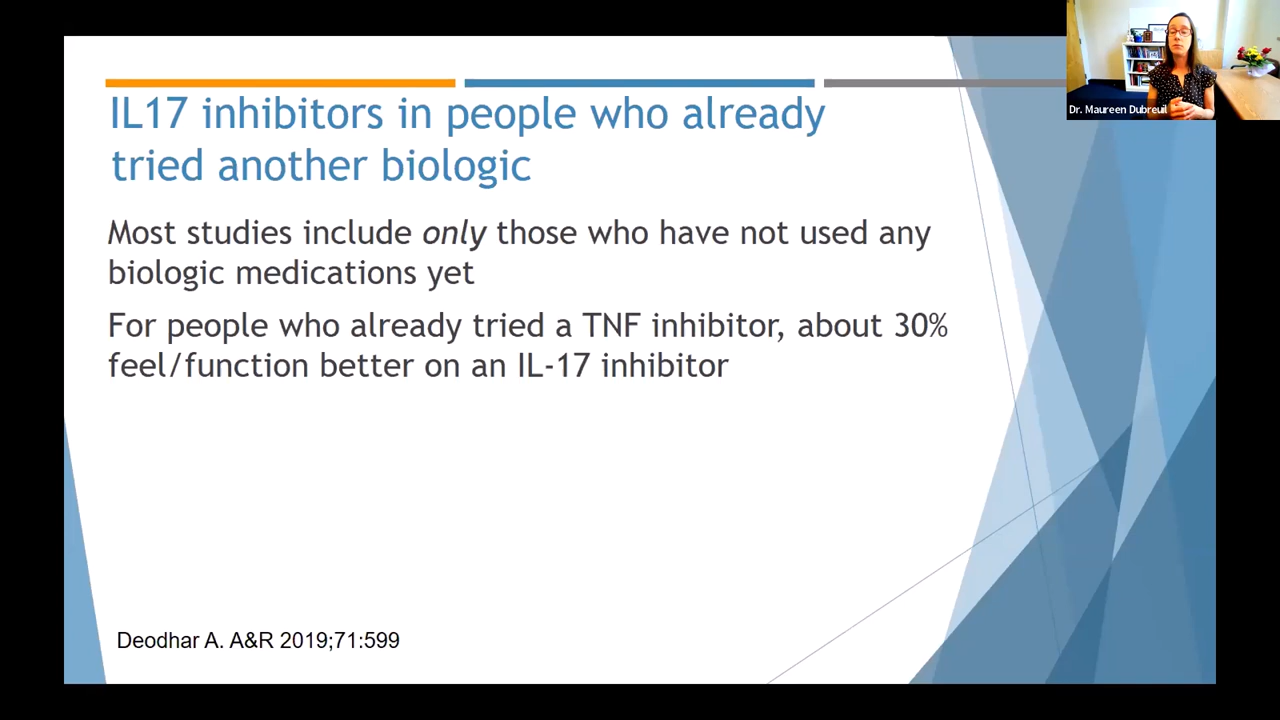 IL17 inhibitors in people who already
tried another biologic
Most studies include only those who have not used any
biologic medications yet
For people who already tried a TNF inhibitor, about 30%
feel/function better on an IL-17 inhibitor
Deodhar A. A&R 2019;71:599
Dr. Maureen Dubreuil